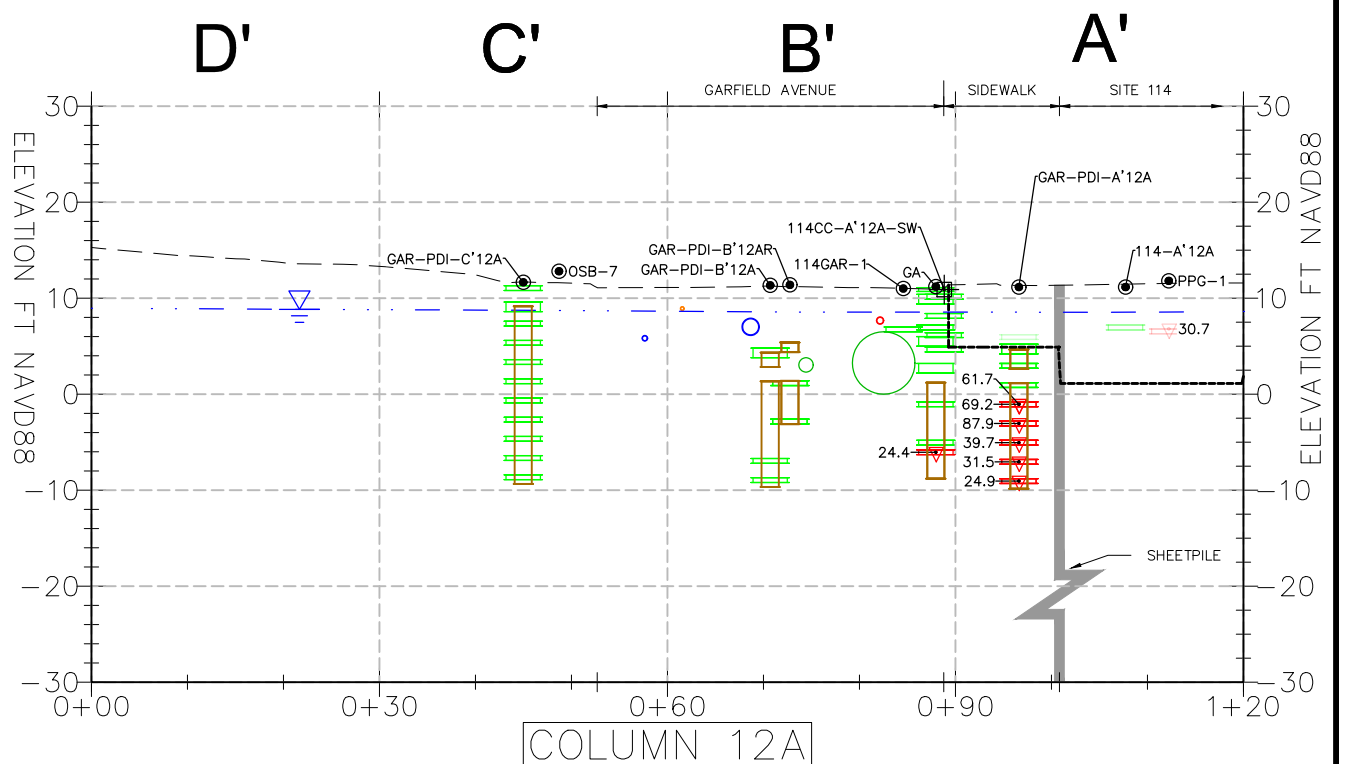 D' C' B' A'
GARFIELD AVENUE SIDEWALK SITE 114
30 30
ELEVATION FT NAVD88
ELEVATION FT NAVD88
20 20
GAR-PDI-A'12A
114CC-A'12A-SW
GAR-PDI-B'12AR
114-A'12A
GAR-PDI-C'12A
OSB-7
GAR-PDI-B'12A
114GAR-1
GA
PPG-1
10 10
30.7
61.7
0 0
69.2
87.9
39.7
24.4
31.5
24.9
-10 -10
SHEETPILE
-20 -20
-30 -30
0+00 0+30 0+60 0+90 1+20
COLUMN 12A